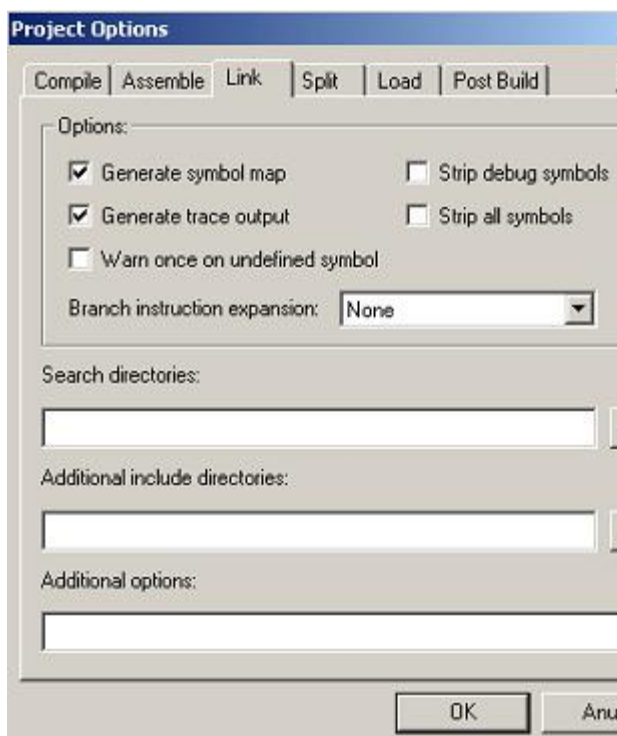 Project Options
Compile Assemble Link Split Load Post Build
Options:
Generate symbol map
Strip debug symbols
Generate trace output
Strip all symbols
Warn once on undefined symbol
Branch instruction expansion: None
Search directories:
Additional include directories:
Additional options:
OK Anu